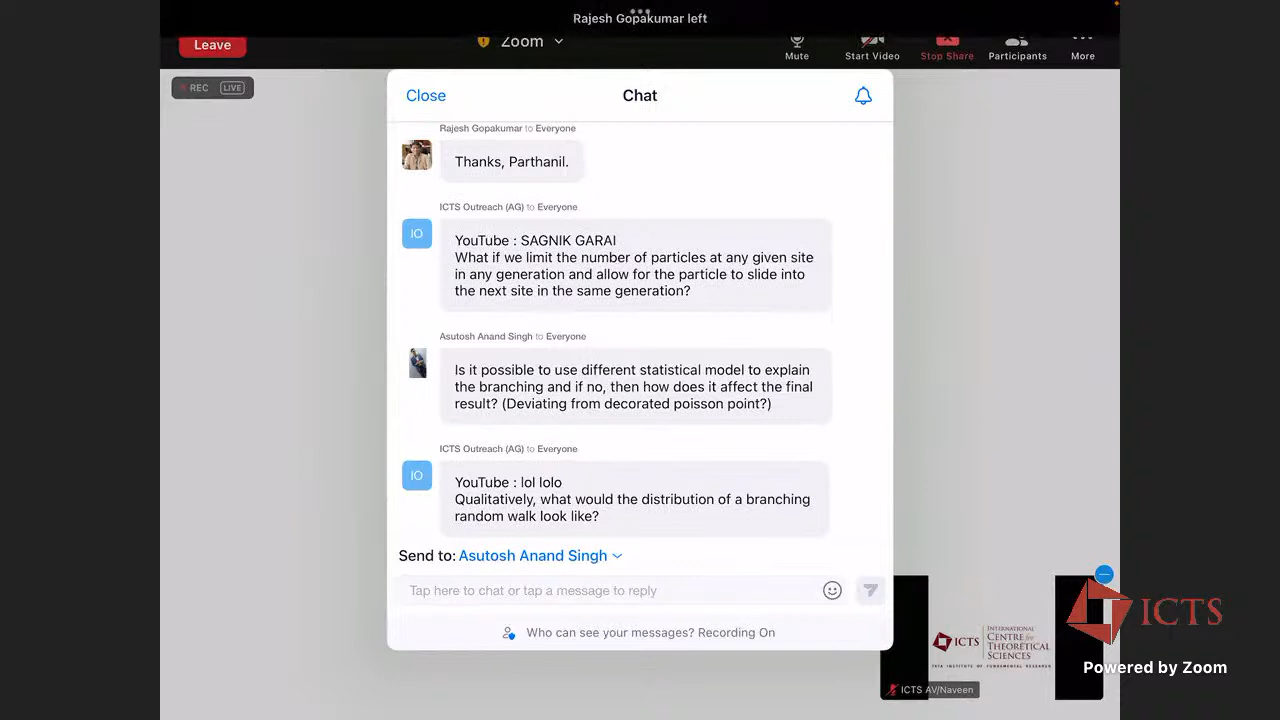 Rajesh Gopakumar left
Leave
Zoom
Mute
Start Video
Stop Share
Participants
More
REC
LIVE
Close
Chat
Rajesh Gopakumar to Everyone
Thanks, Parthanil.
ICTS Outreach (AG) to Everyone
IO
YouTube : SAGNIK GARAI
What if we limit the number of particles at any given site
in any generation and allow for the particle to slide into
the next site in the same generation?
Asutosh Anand Singh to Everyone
Is it possible to use different statistical model to explain
the branching and if no, then how does it affect the final
result? (Deviating from decorated poisson point?)
ICTS Outreach (AG) to Everyone
IO
YouTube : lol lolo
Qualitatively, what would the distribution of a branching
random walk look like?
Send to: Asutosh Anand Singh
Tap here to chat or tap a message to reply
Who can see your messages? Recording On
ICTS
INTERNATIONAL
CENTRE for
THEORETICAL
SCIENCES
TATA INSTITUTE OF FUNDAMENTAL RESEARCH
ICTS AV/Naveen
ICTS
Powered by Zoom